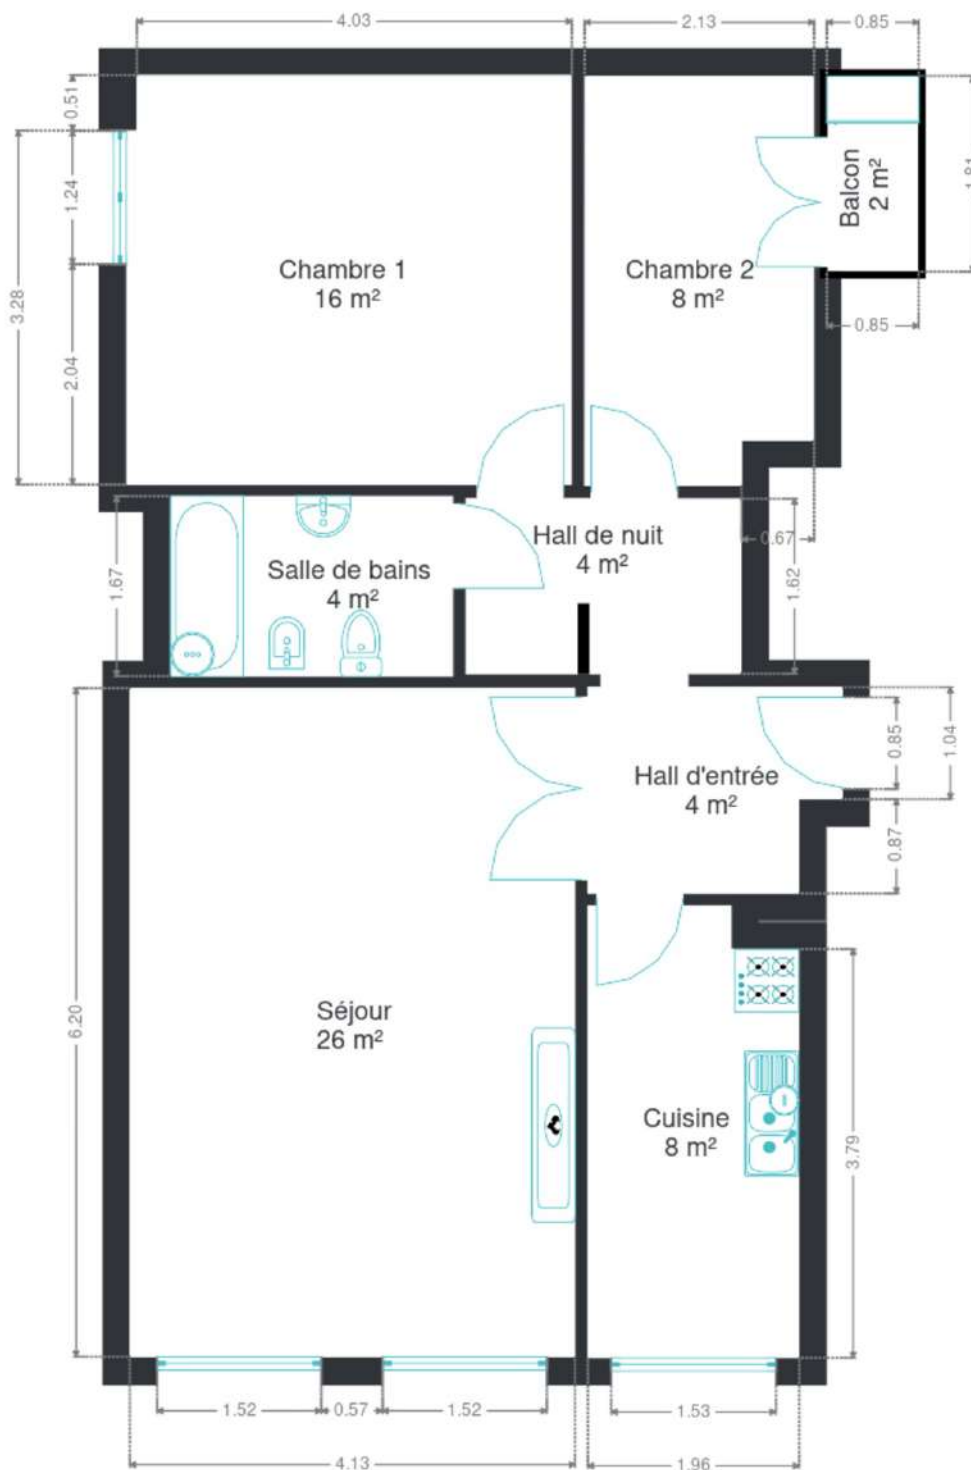 4.03
2.13
0.85
0.51
1.24
3.28
2.04
Chambre 1
16 m²
Chambre 2
8 m²
Balcon
2 m²
1.81
0.85
Hall de nuit
4 m²
0.67
1.62
1.67
Salle de bains
4 m²
Hall d'entrée
4 m²
0.85
1.04
0.87
6.20
Séjour
26 m²
Cuisine
8 m²
3.79
1.52
0.57
1.52
1.53
4.13
1.96